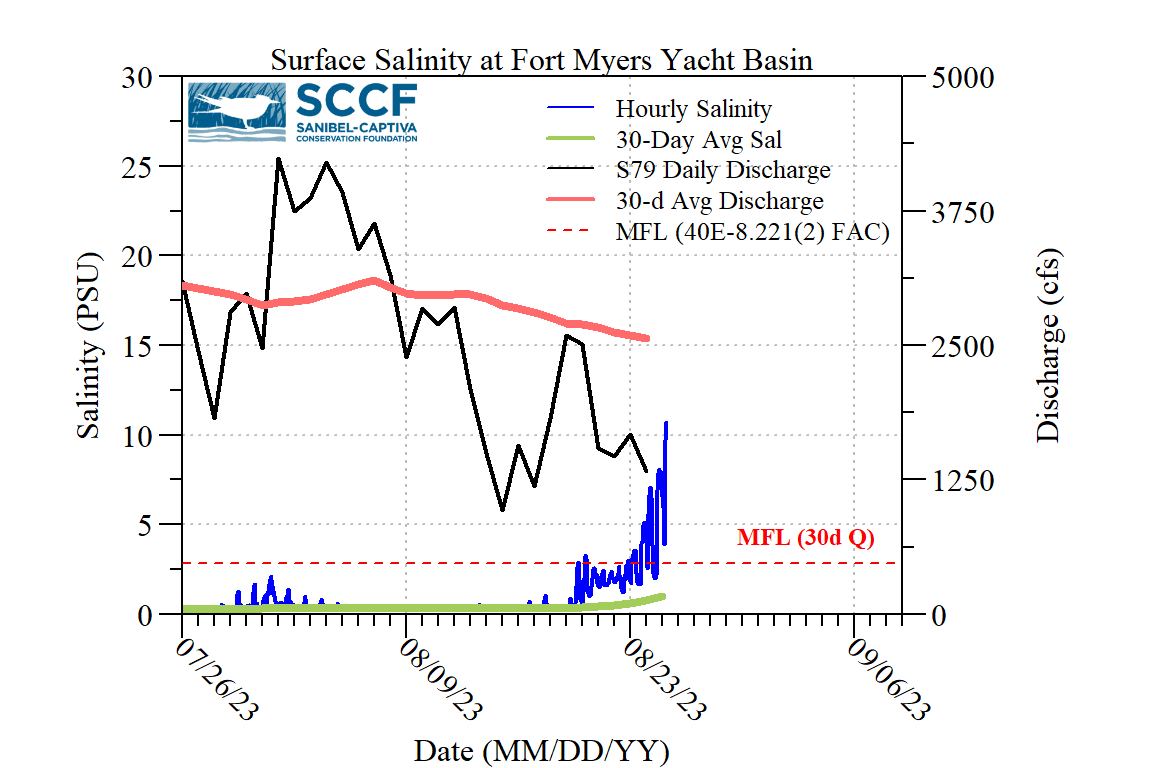 Surface Salinity at Fort Myers Yacht Basin
SCCF
SANIBEL-CAPTIVA
CONSERVATION FOUNDATION
Hourly Salinity
30-Day Avg Sal
S79 Daily Discharge
30-d Avg Discharge
MFL (40E-8.221(2) FAC)
30
25
20
15
10
5
0
Salinity (PSU)
5000
3750
2500
1250
0
Discharge (cfs)
MFL (30d Q)
07/26/23
08/09/23
08/23/23
09/06/23
Date (MM/DD/YY)